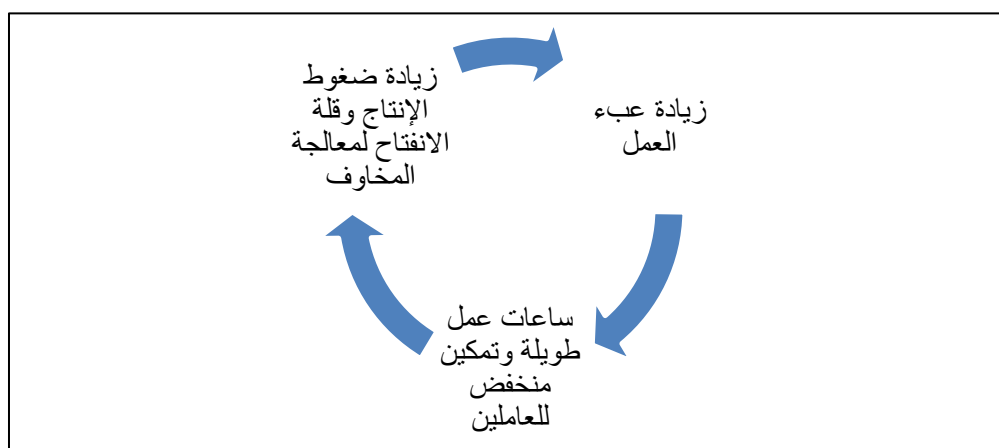 زيادة عبء
العمل
ساعات عمل
طويلة وتمكين
منخفض
للعاملين
زيادة ضغوط
الإنتاج وقلة
الانفتاح لمعالجة
المخاوف